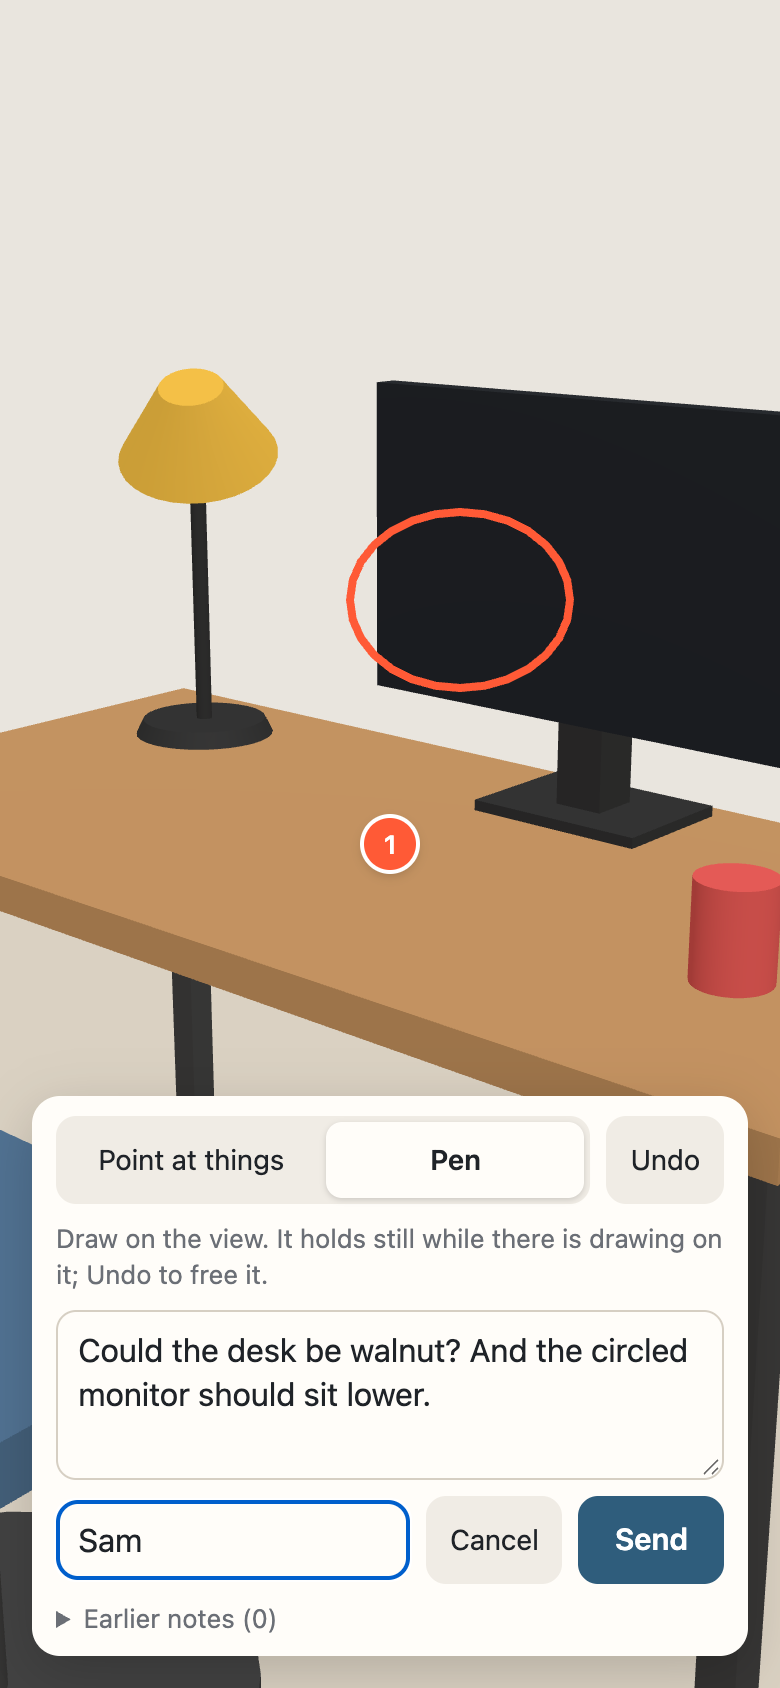 1
Point at things
Pen
Undo
Draw on the view. It holds still while there is drawing on
it; Undo to free it.
Could the desk be walnut? And the circled
monitor should sit lower.
Sam
Cancel
Send
Earlier notes (0)